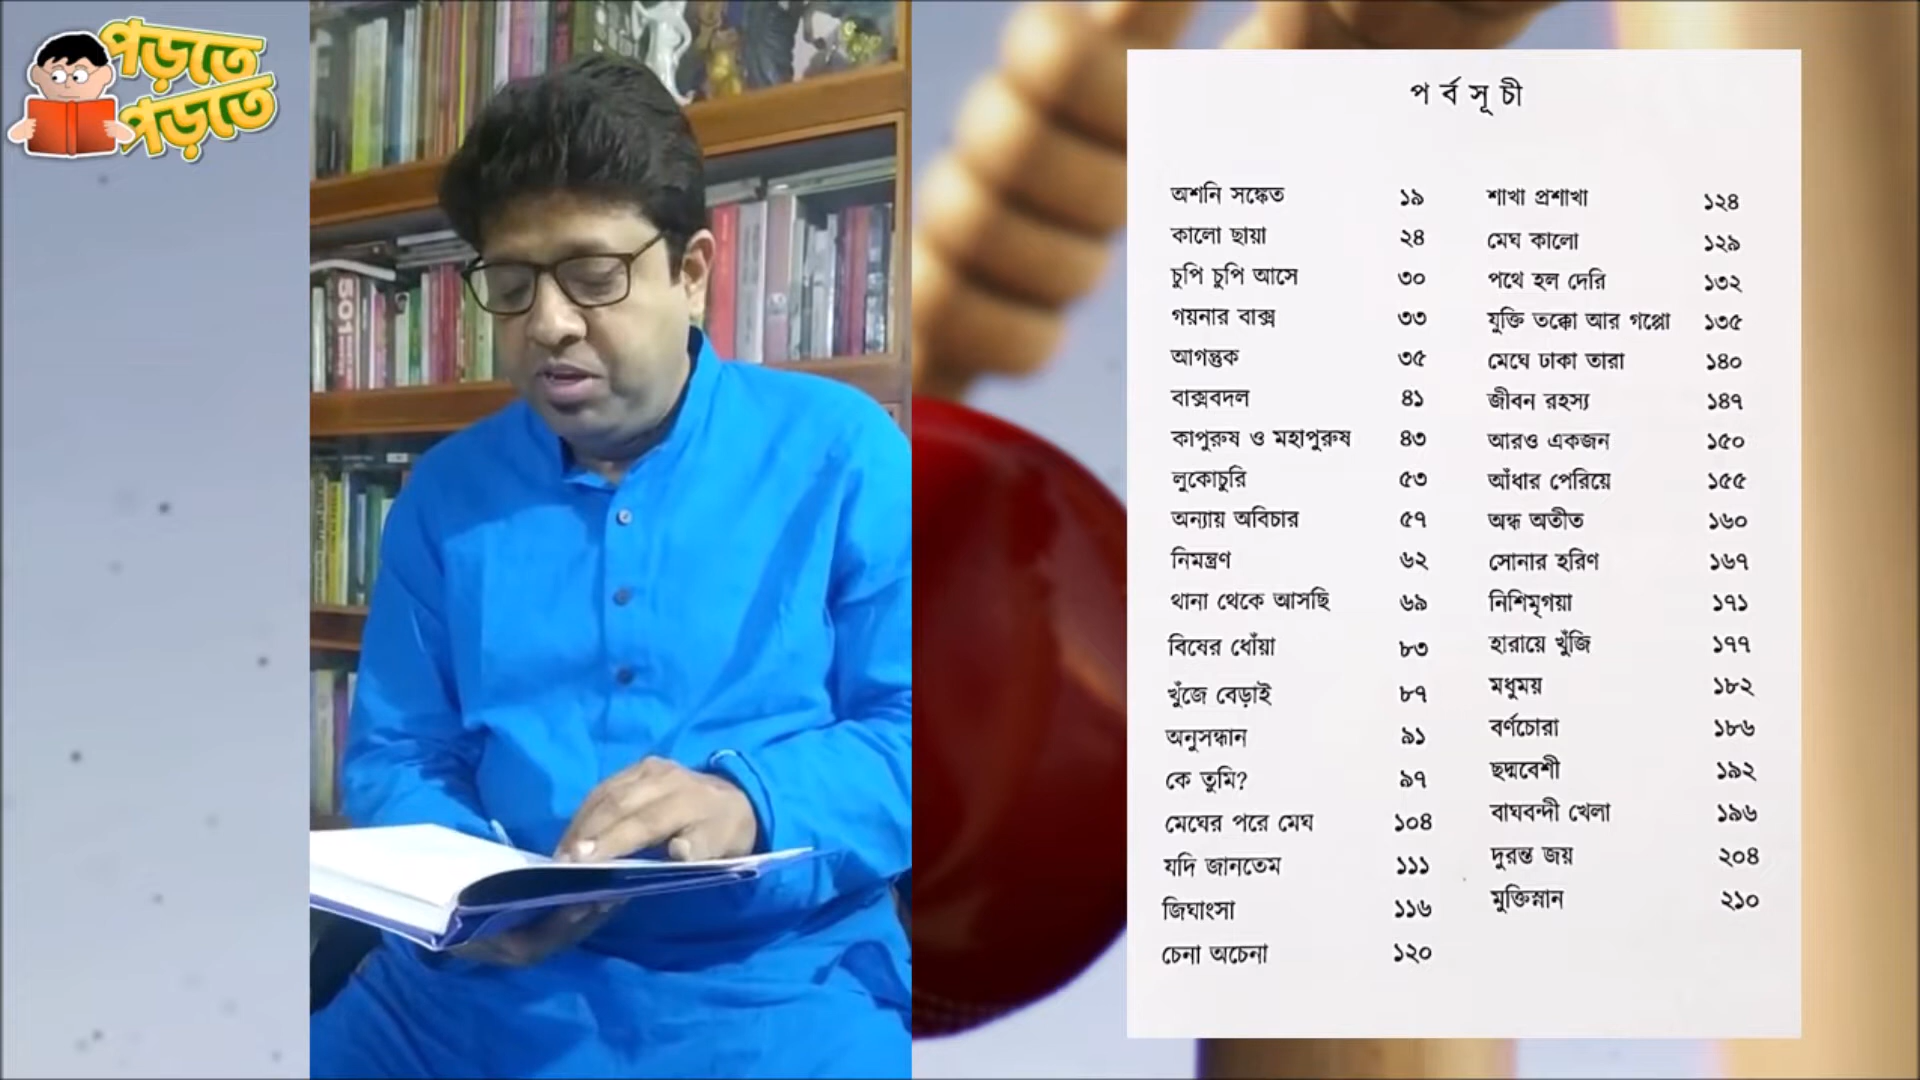 পড়তে
পড়তে
প র্ব সূ চী
অশনি সঙ্কেত ১৯
কালো ছায়া ২৪
চুপি চুপি আসে ৩০
গয়নার বাক্স ৩৩
আগন্তুক ৩৫
বাক্সবদল ৪১
কাপুরুষ ও মহাপুরুষ ৪৩
লুকোচুরি ৫৩
অন্যায় অবিচার ৫৭
নিমন্ত্রণ ৬২
থানা থেকে আসছি ৬৯
বিষের ধোঁয়া ৮৩
খুঁজে বেড়াই ৮৭
অনুসন্ধান ৯১
কে তুমি? ৯৭
মেঘের পরে মেঘ ১০৪
যদি জানতেম ১১১
জিঘাংসা ১১৬
চেনা অচেনা ১২০
শাখা প্রশাখা ১২৪
মেঘ কালো ১২৯
পথে হল দেরি ১৩২
যুক্তি তক্কো আর গপ্পো ১৩৫
মেঘে ঢাকা তারা ১৪০
জীবন রহস্য ১৪৭
আরও একজন ১৫০
আঁধার পেরিয়ে ১৫৫
অন্ধ অতীত ১৬০
সোনার হরিণ ১৬৭
নিশিমৃগয়া ১৭১
হারায়ে খুঁজি ১৭৭
মধুময় ১৮২
বর্ণচোরা ১৮৬
ছদ্মবেশী ১৯২
বাঘবন্দী খেলা ১৯৬
দুরন্ত জয় ২০৪
মুক্তিস্নান ২১০